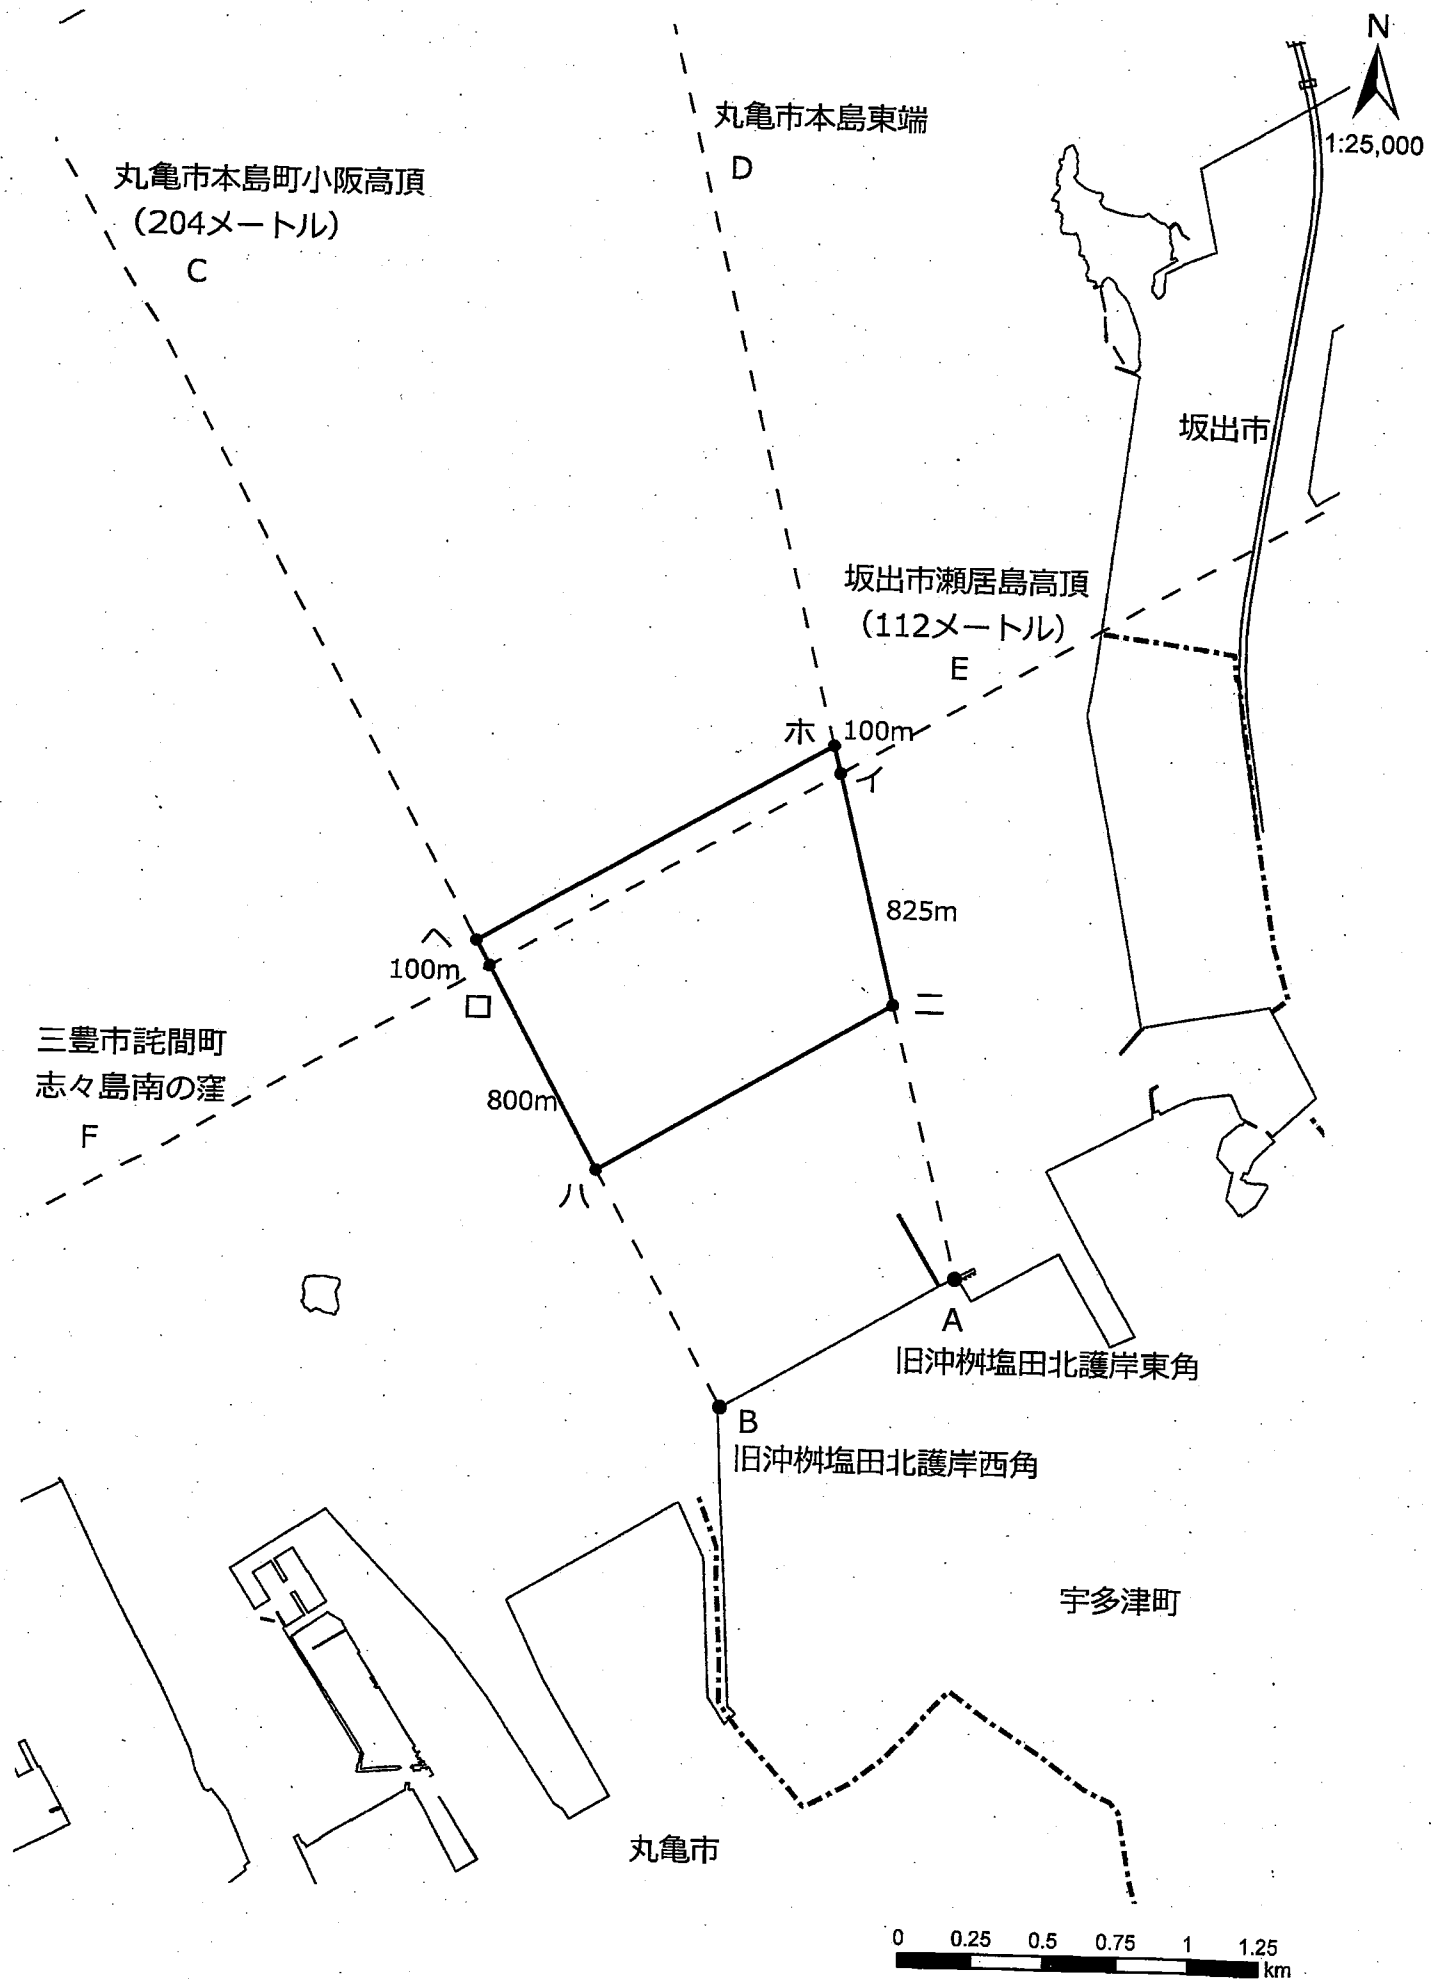 N
1:25,000
丸亀市本島東端
D
丸亀市本島町小阪高頂
（204メートル）
C
坂出市
坂出市瀬居島高頂
（112メートル）
E
ホ
100m
イ
825m
ヘ
100m
ロ
ニ
三豊市詫間町
志々島南の窪
F
800m
ハ
A
旧沖桝塩田北護岸東角
B
旧沖桝塩田北護岸西角
宇多津町
丸亀市
0 0.25 0.5 0.75 1 1.25
km